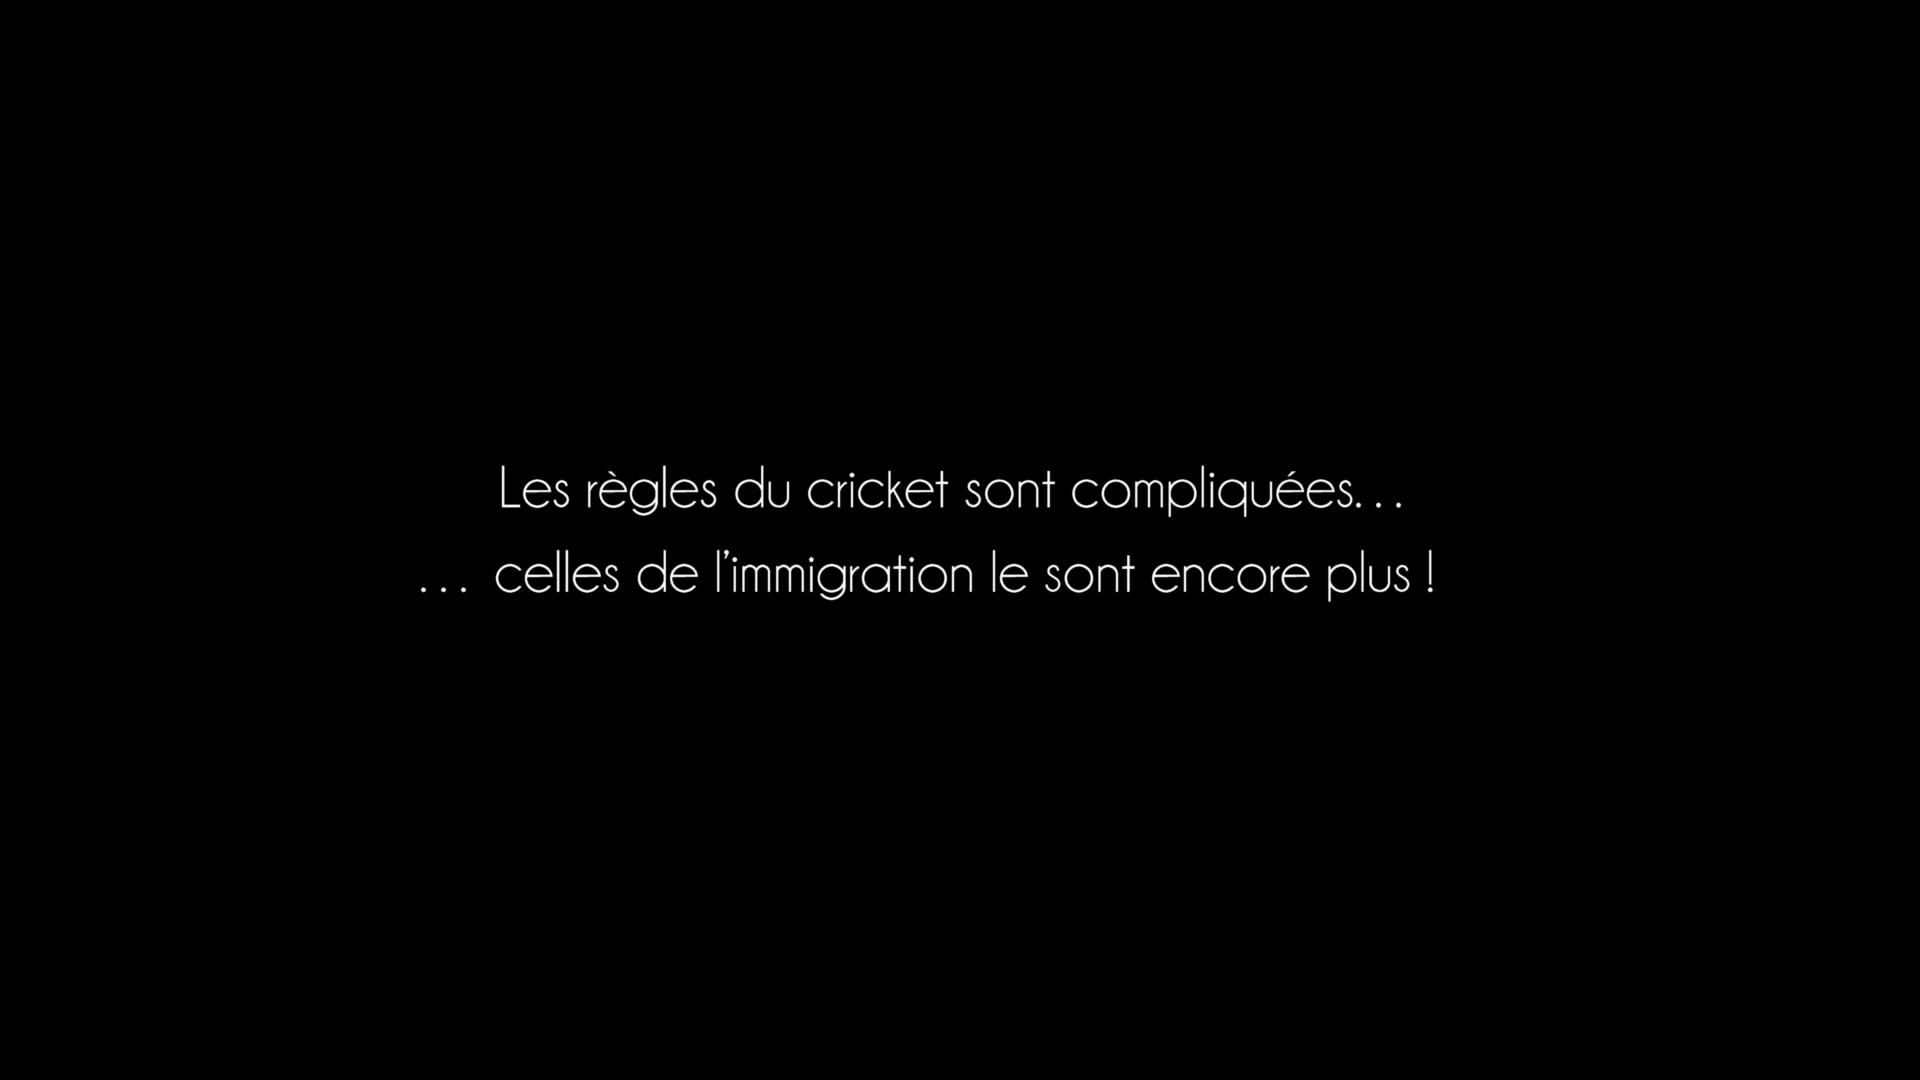 Les règles du cricket sont compliquées...
... celles de l'immigration le sont encore plus !